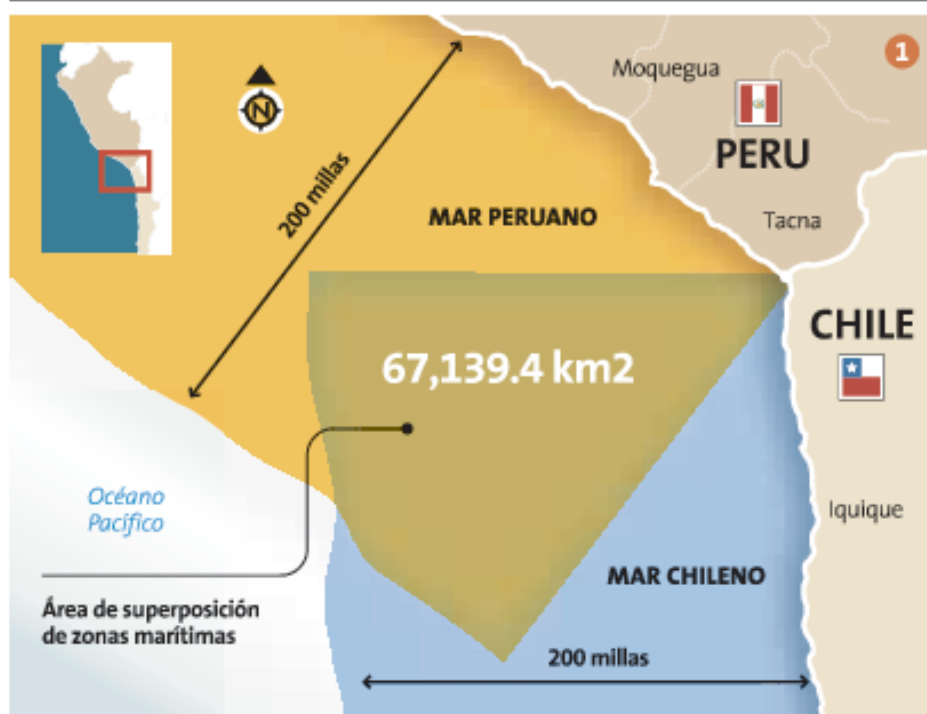 1
Moquegua
PERU
N
200 millas
MAR PERUANO
Tacna
CHILE
67,139.4 km2
Océano
Pacífico
Iquique
MAR CHILENO
Área de superposición
de zonas marítimas
200 millas